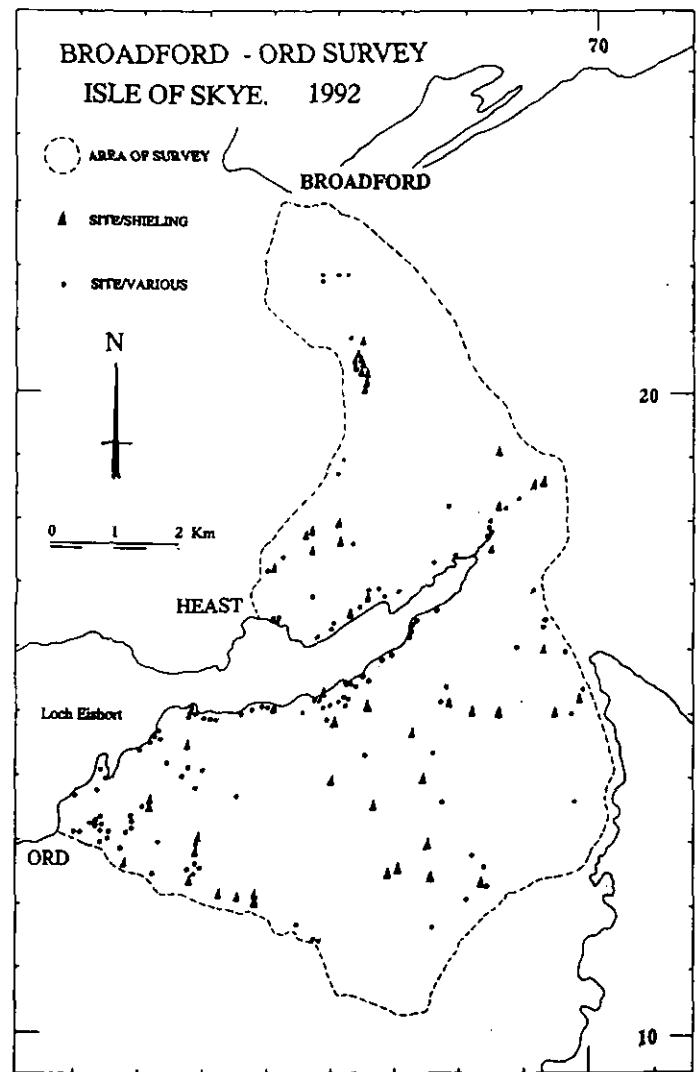 BROADFORD - ORD SURVEY
ISLE OF SKYE. 1992
70
AREA OF SURVEY
BROADFORD
SITE/SHIELING
SITE/VARIOUS
N
20
0 1 2 Km
HEAST
Loch Eishort
ORD
10